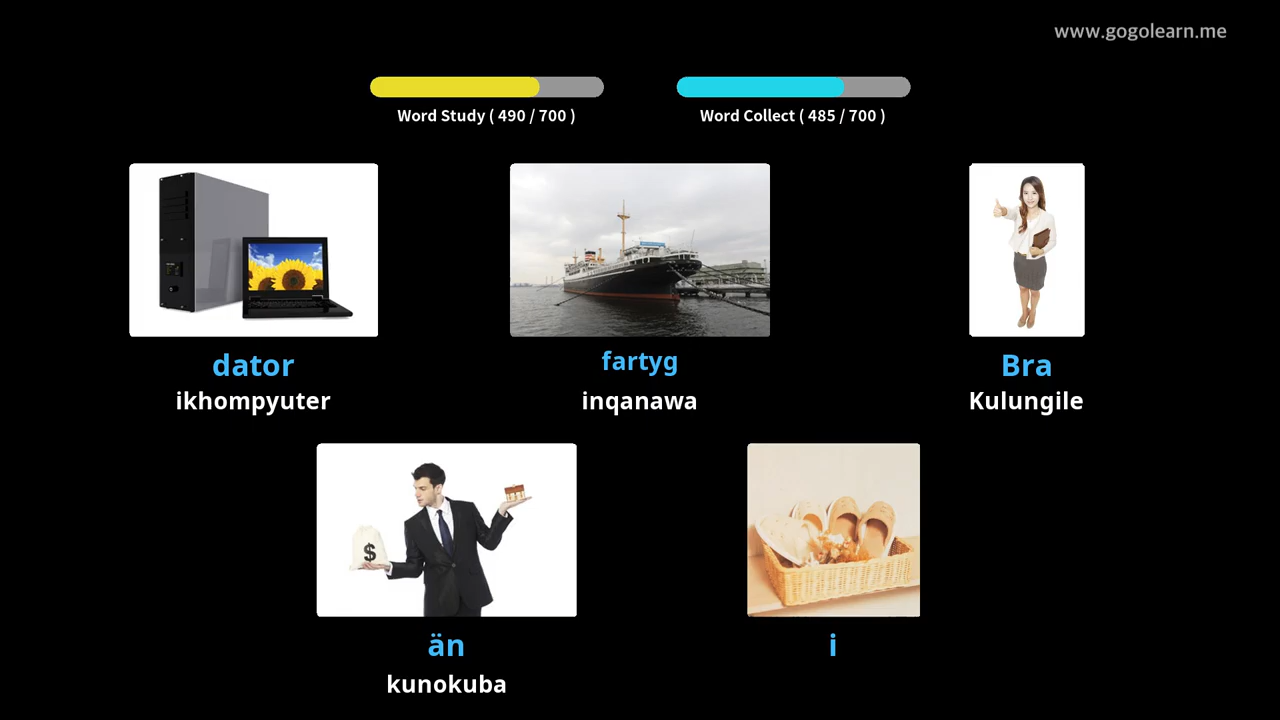 www.gogolearn.me
Word Study ( 490 / 700 )
Word Collect ( 485 / 700 )
dator
ikhompyuter
fartyg
inqanawa
Bra
Kulungile
$
än
kunokuba
i